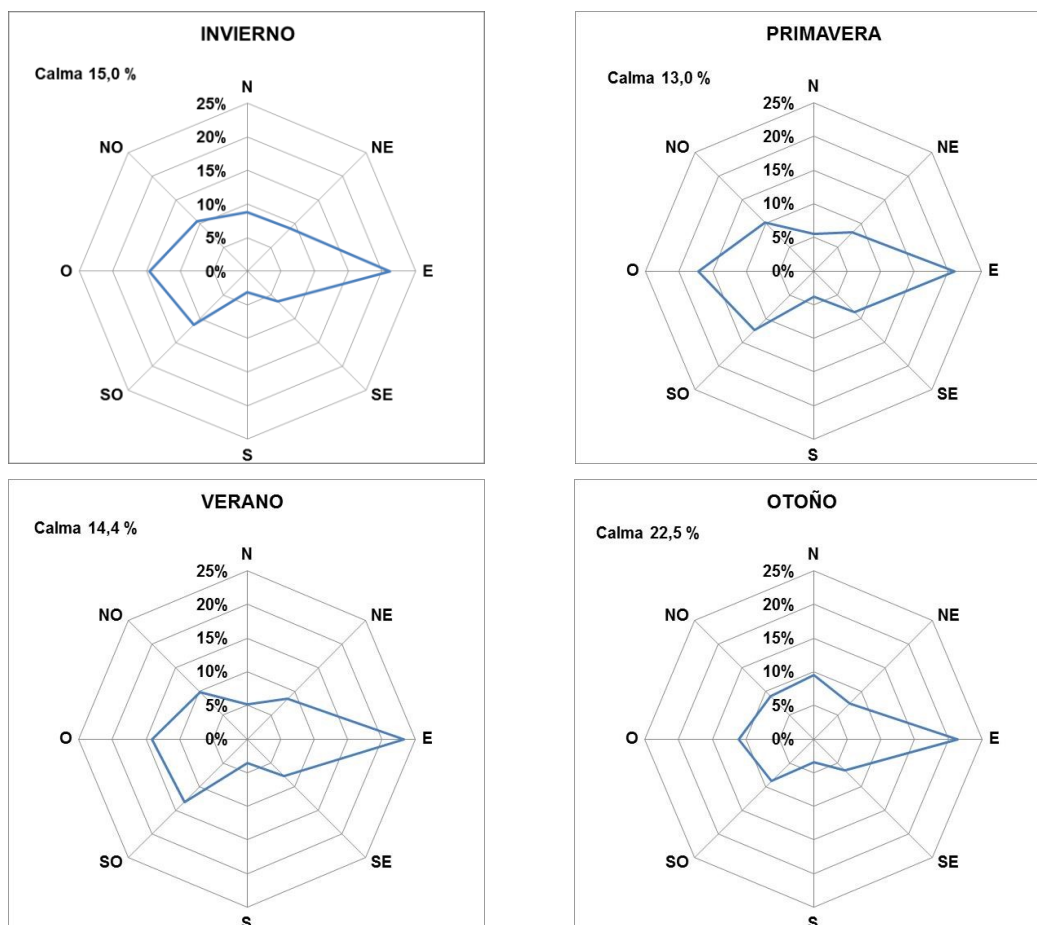 INVIERNO
Calma 15,0 %
N
25%
NO
20%
NE
15%
10%
5%
O
0%
E
SO
SE
S
PRIMAVERA
Calma 13,0 %
N
25%
NO
20%
NE
15%
10%
5%
O
0%
E
SO
SE
S
VERANO
Calma 14,4 %
N
25%
NO
20%
NE
15%
10%
5%
O
0%
E
SO
SE
S
OTOÑO
Calma 22,5 %
N
25%
NO
20%
NE
15%
10%
5%
O
0%
E
SO
SE
S